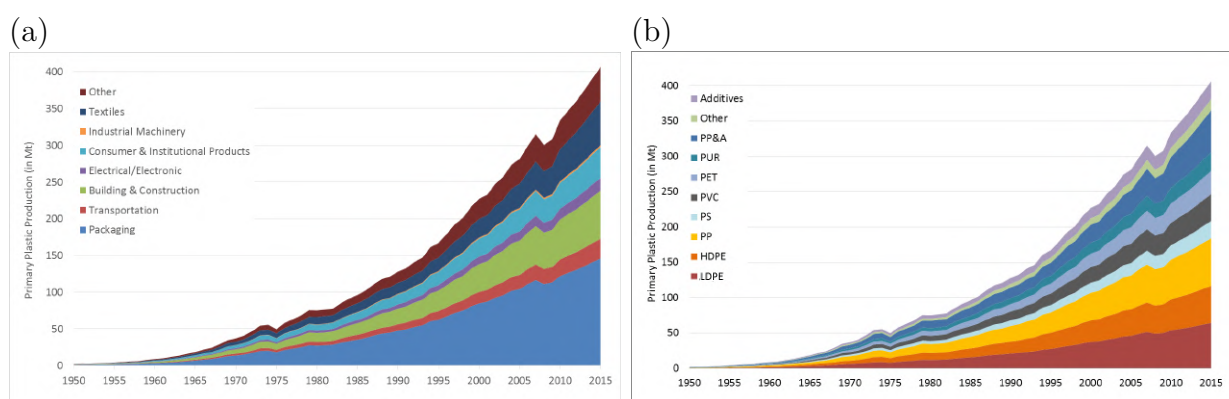 (a)
Primary Plastic Production (in Mt)
400
350
300
250
200
150
100
50
0
Other
Textiles
Industrial Machinery
Consumer & Institutional Products
Electrical/Electronic
Building & Construction
Transportation
Packaging
1950 1955 1960 1965 1970 1975 1980 1985 1990 1995 2000 2005 2010 2015
(b)
Primary Plastic Production (in Mt)
400
350
300
250
200
150
100
50
0
Additives
Other
PP&A
PUR
PET
PVC
PS
PP
HDPE
LDPE
1950 1955 1960 1965 1970 1975 1980 1985 1990 1995 2000 2005 2010 2015